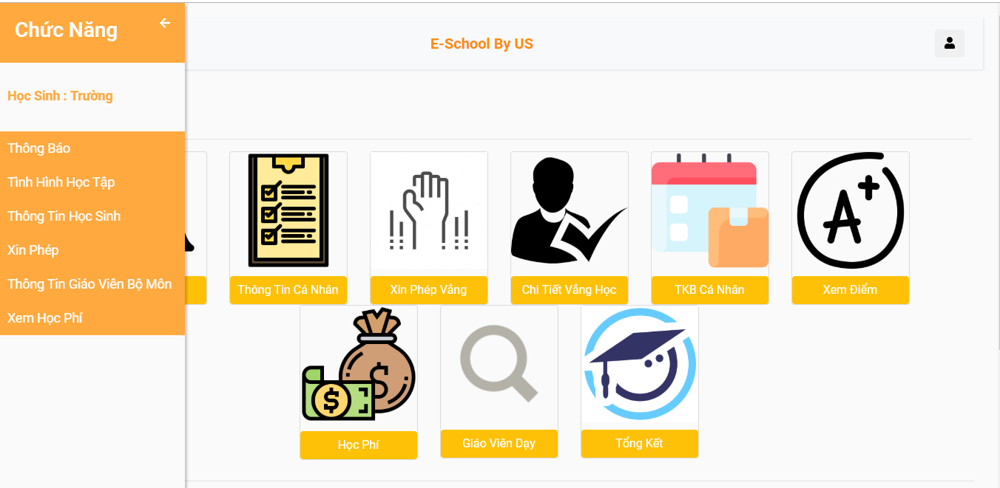 Chức Năng
E-School By US
Học Sinh : Trường
Thông Báo
Tình Hình Học Tập
Thông Tin Học Sinh
Xin Phép
Thông Tin Giáo Viên Bộ Môn
Xem Học Phí
Thông Tin Cá Nhân
Xin Phép Vắng
Chi Tiết Vắng Học
TKB Cá Nhân
A+
Xem Điểm
$
$
Học Phí
Giáo Viên Dạy
Tổng Kết